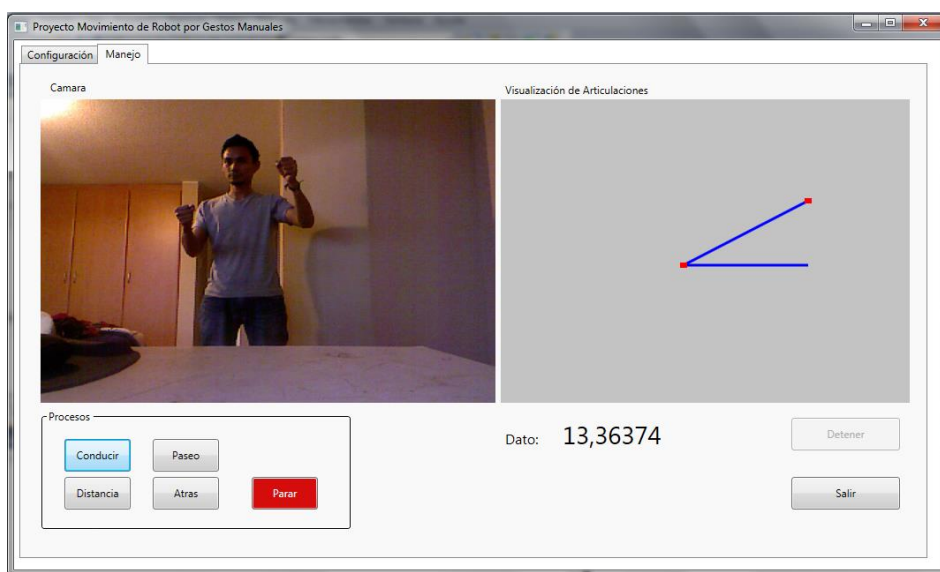 Proyecto Movimiento de Robot por Gestos Manuales
Configuración Manejo
Camara
Visualización de Articulaciones
Procesos
Conducir
Paseo
Distancia
Atras
Parar
Dato: 13,36374
Detener
Salir